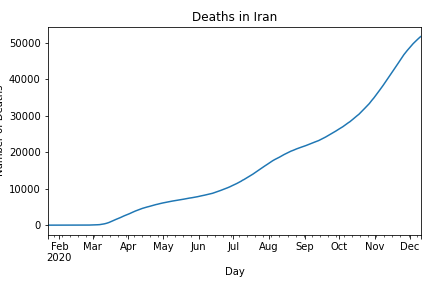 Deaths in Iran
Number of Deaths
50000
40000
30000
20000
10000
0
Feb Mar Apr May Jun Jul Aug Sep Oct Nov Dec
2020
Day